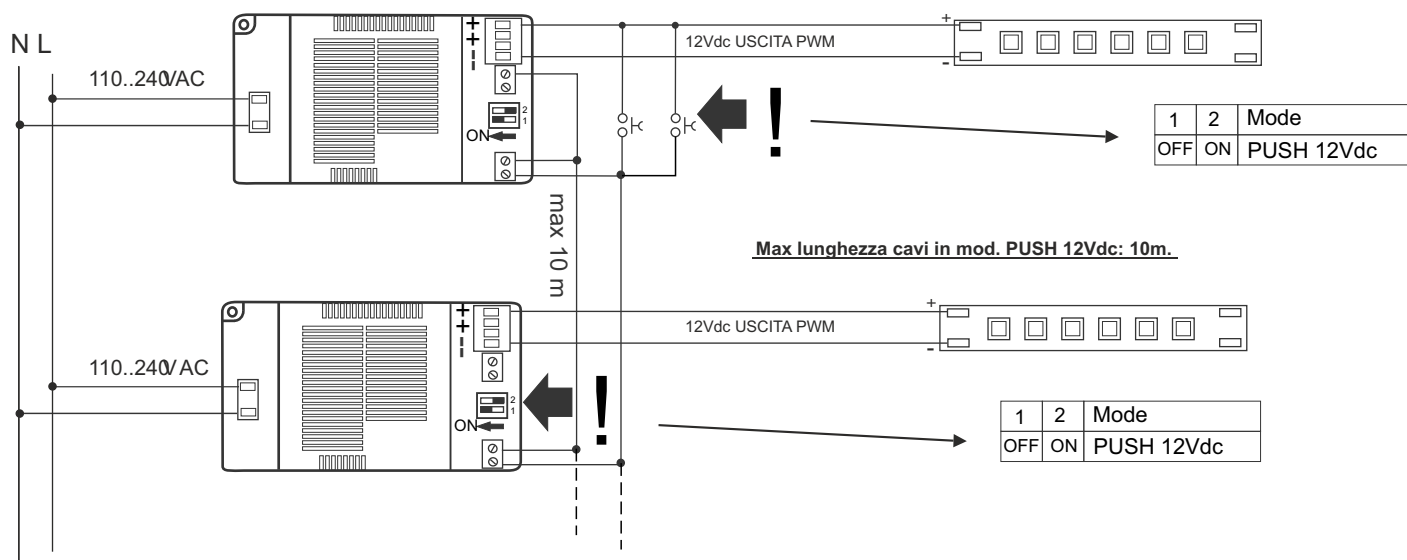 N L
110..240VAC
+
+
-
-
2
1
ON
12Vdc USCITA PWM
+
-
!
1 2 Mode
OFF ON PUSH 12Vdc
max 10 m
Max lunghezza cavi in mod. PUSH 12Vdc: 10m.
110..240VAC
+
+
-
-
2
1
ON
12Vdc USCITA PWM
+
-
!
1 2 Mode
OFF ON PUSH 12Vdc